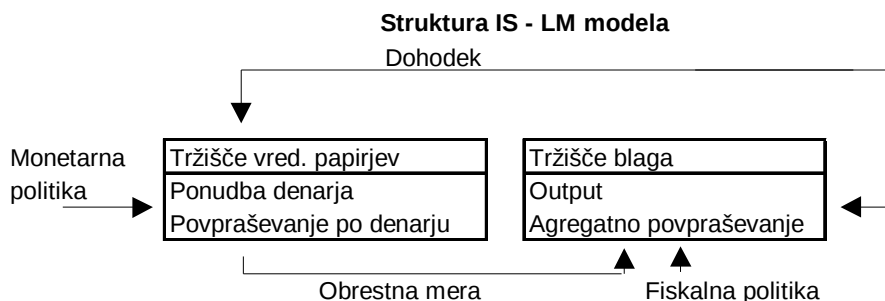 Struktura IS - LM modela
Dohodek
Monetarna
politika
Tržišče vred. papirjev
Ponudba denarja
Povpraševanje po denarju
Tržišče blaga
Output
Agregatno povpraševanje
Obrestna mera
Fiskalna politika